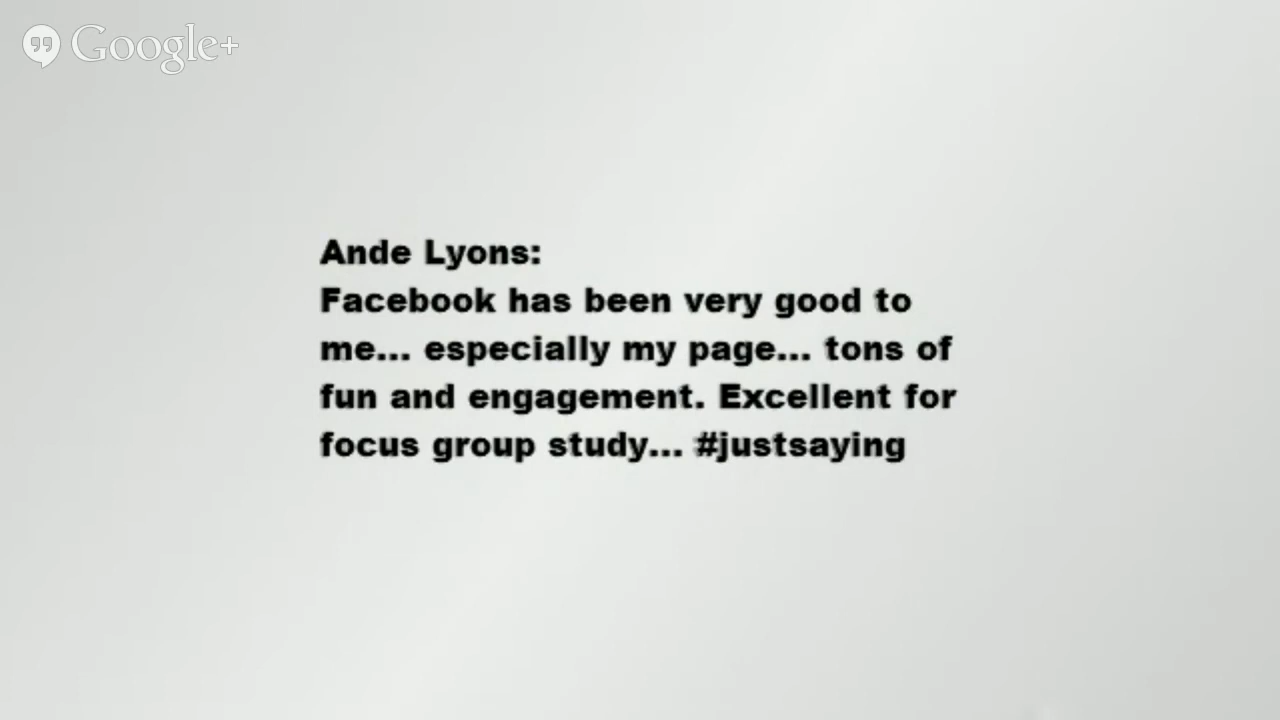 Google+
Ande Lyons:
Facebook has been very good to
me... especially my page... tons of
fun and engagement. Excellent for
focus group study... #justsaying